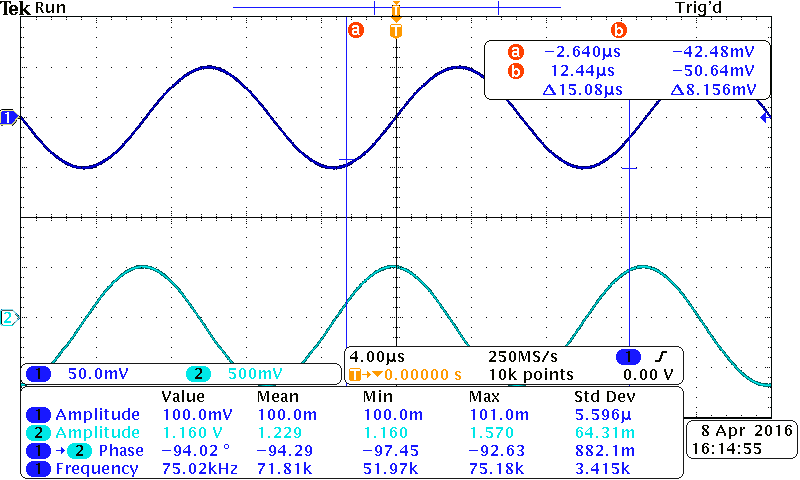 Tek Run T Trig'd
a T b
a −2.640μs −42.48mV
b 12.44μs −50.64mV
Δ15.08μs Δ8.156mV
1
2
1 50.0mV 2 500mV
4.00μs 250MS/s 1
T→▼0.00000 s 10k points 0.00 V
Value Mean Min Max Std Dev
1 Amplitude 100.0mV 100.0m 100.0m 101.0m 5.596μ
2 Amplitude 1.160 V 1.229 1.160 1.570 64.31m
1 → 2 Phase −94.02 ° −94.29 −97.45 −92.63 882.1m
1 Frequency 75.02kHz 71.81k 51.97k 75.18k 3.415k
8 Apr 2016
16:14:55